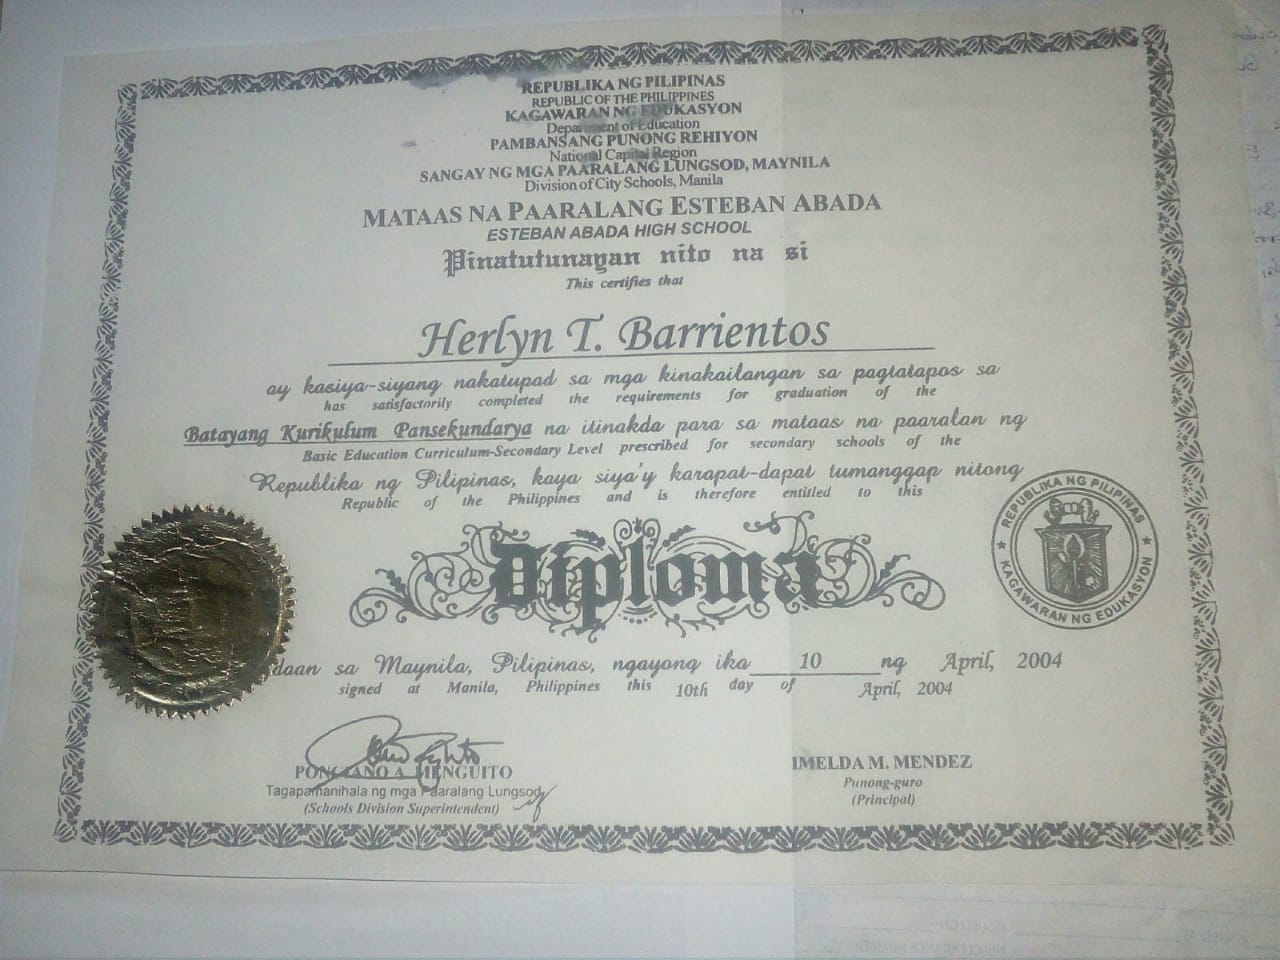 REPUBLIKA NG PILIPINAS
REPUBLIC OF THE PHILIPPINES
KAGAWARAN NG EDUKASYON
Department of Education
PAMBANSANG PUNONG REHIYON
National Capital Region
SANGAY NG MGA PAARALANG LUNGSOD, MAYNILA
Division of City Schools, Manila
MATAAS NA PAARALANG ESTEBAN ABADA
ESTEBAN ABADA HIGH SCHOOL
Pinatutunayan nito na si
This certifies that
Herlyn T. Barrientos
ay kasiya-siyang nakatupad sa mga kinakailangan sa pagtatapos sa
has satisfactorily completed the requirements for graduation of the
Batayang Kurikulum Pansekundarya na itinakda para sa mataas na paaralan ng
Basic Education Curriculum-Secondary Level prescribed for secondary schools of the
Republika ng Pilipinas, kaya siya'y karapat-dapat tumanggap nitong
Republic of the Philippines and is therefore entitled to this
Diploma
REPUBLIKA NG PILIPINAS
KAGAWARAN NG EDUKASYON
daan sa Maynila, Pilipinas, ngayong ika 10 ng April, 2004
signed at Manila, Philippines this 10th day of April, 2004
PONCIANO A. MENGUITO
Tagapamanihala ng mga Paaralang Lungsod
(Schools Division Superintendent)
IMELDA M. MENDEZ
Punong-guro
(Principal)